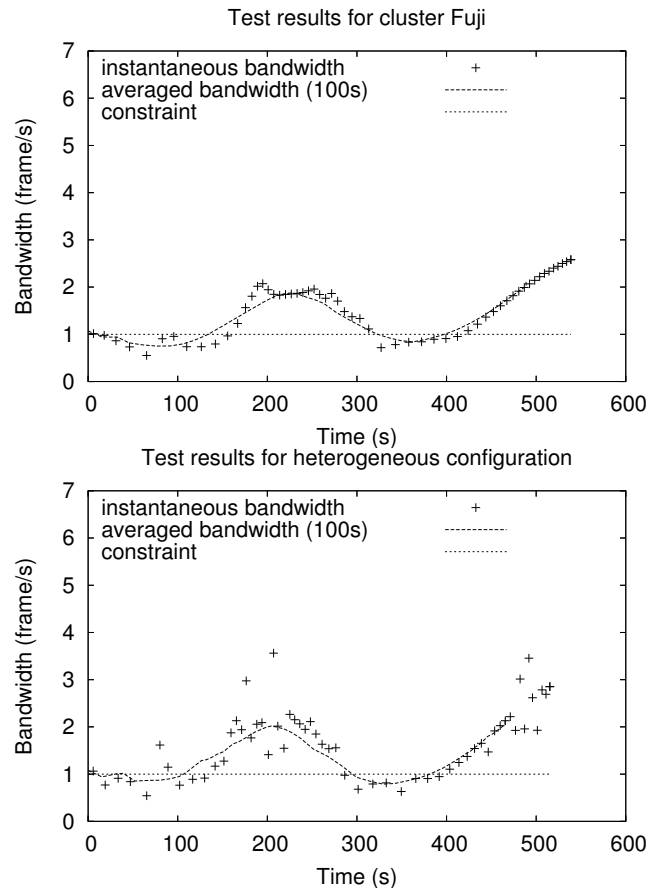 Test results for cluster Fuji
7
6
5
4
3
2
1
0
Bandwidth (frame/s)
instantaneous bandwidth
averaged bandwidth (100s)
constraint
0 100 200 300 400 500 600
Time (s)
Test results for heterogeneous configuration
7
6
5
4
3
2
1
0
Bandwidth (frame/s)
instantaneous bandwidth
averaged bandwidth (100s)
constraint
0 100 200 300 400 500 600
Time (s)